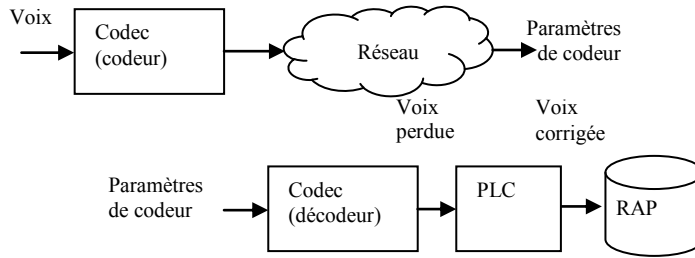 Voix
Codec
(codeur)
Réseau
Paramètres
de codeur
Voix
perdue
Voix
corrigée
Paramètres
de codeur
Codec
(décodeur)
PLC
RAP